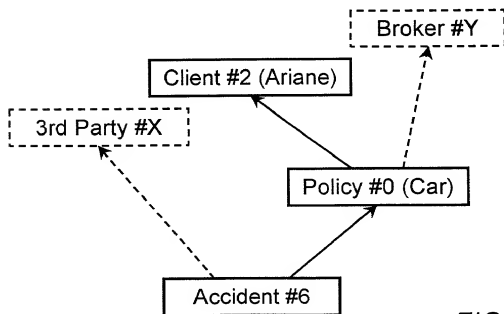 Broker #Y
Client #2 (Ariane)
3rd Party #X
Policy #0 (Car)
Accident #6